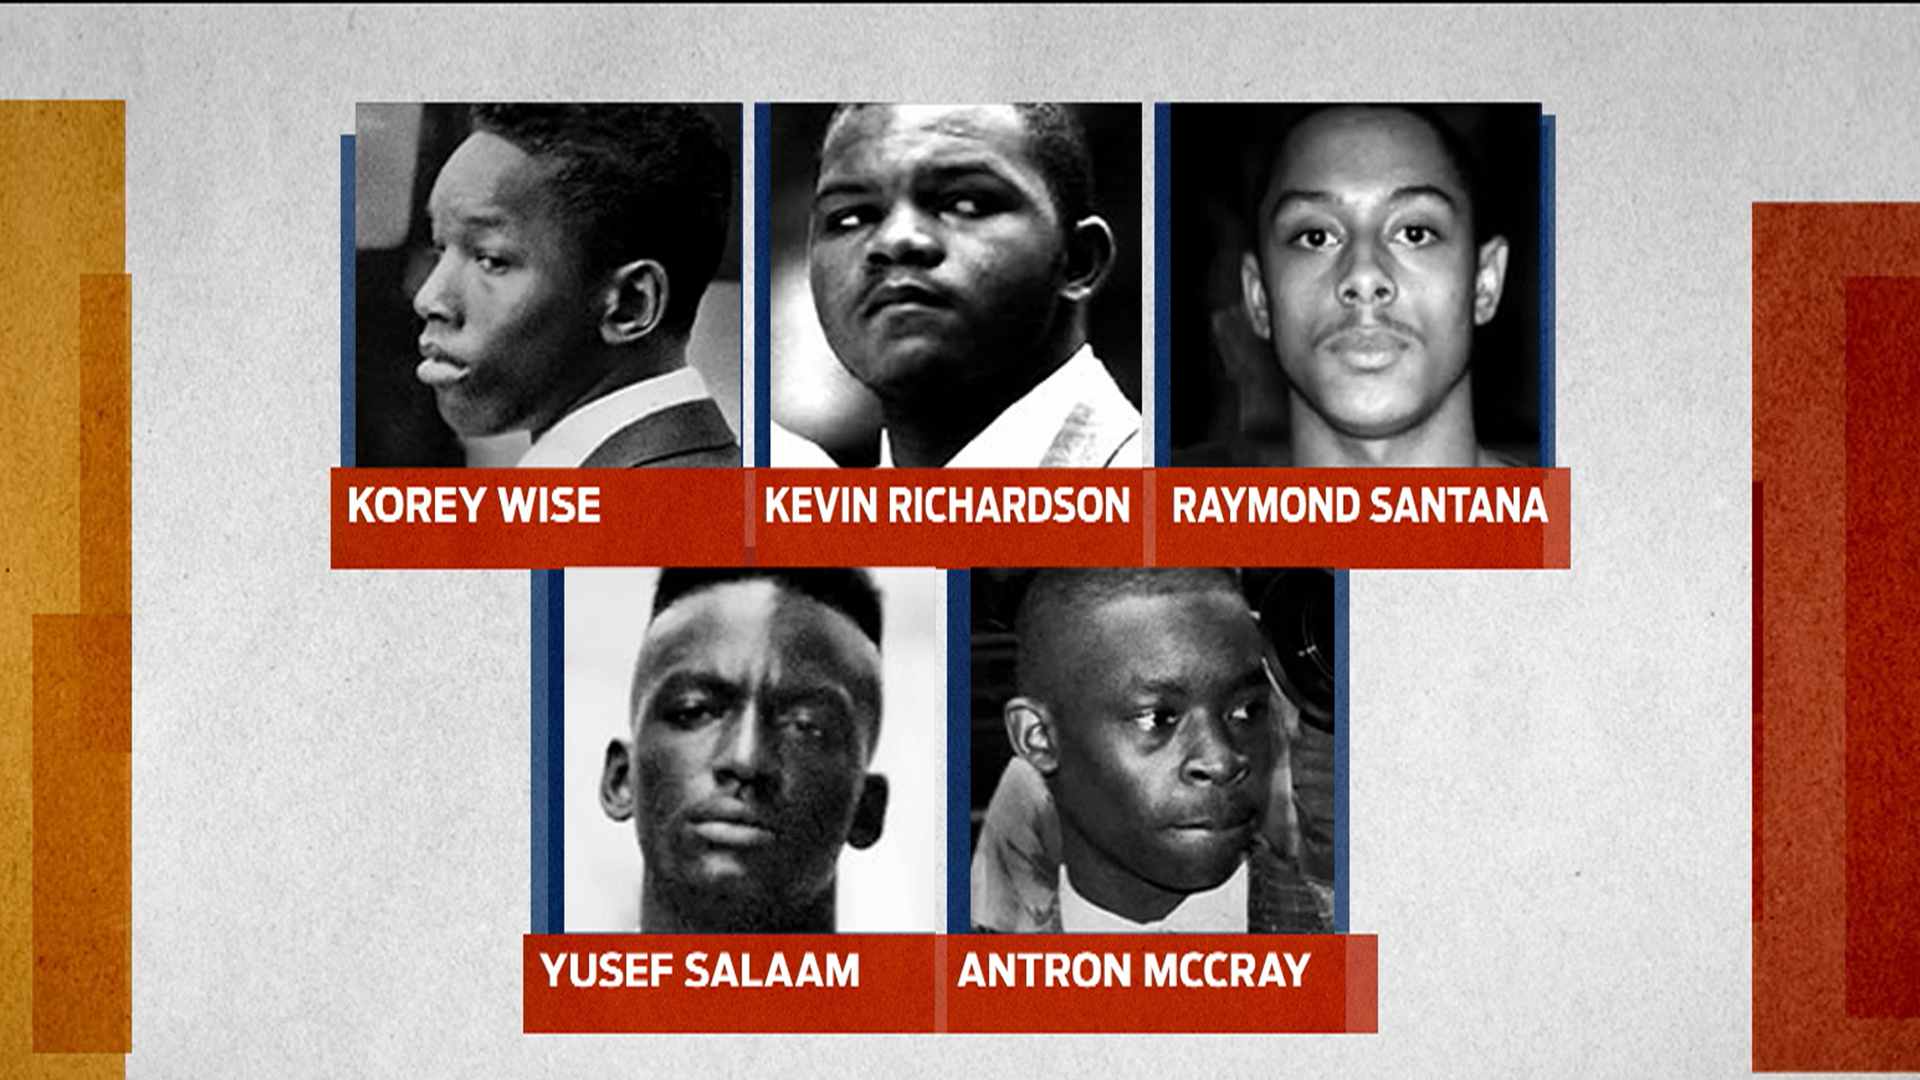 KOREY WISE
KEVIN RICHARDSON
RAYMOND SANTANA
YUSEF SALAAM
ANTRON MCCRAY